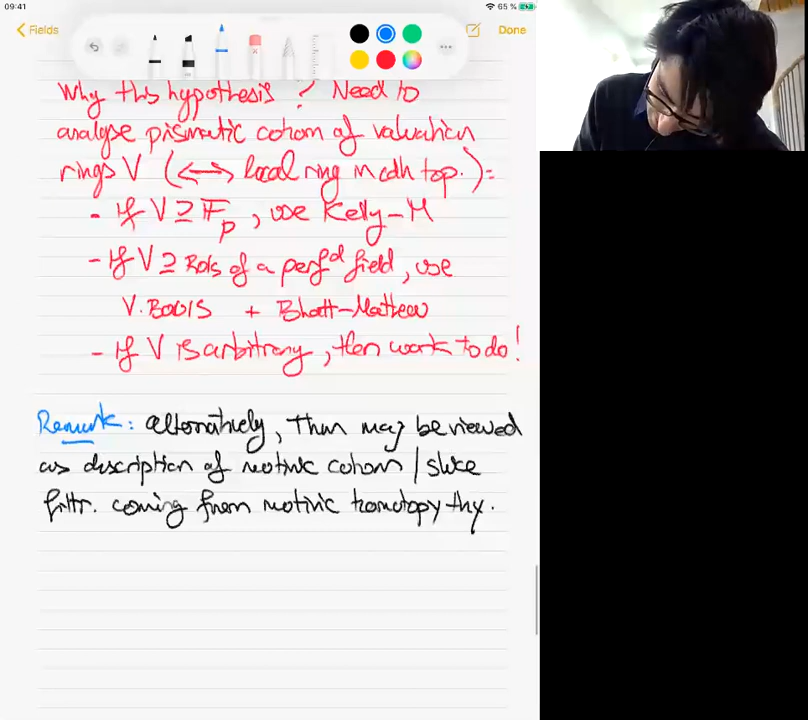 09:41
65 %
Fields
Done
Why this hypothesis? Need to
analyse prismatic cohom of valuation
rings V (⟷ local ring in cdh top.):
- if V ⊇ 𝔽_p, use Kelly-M
- If V ⊇ RoIs of a perf^d field, use
V. BOUIS + Bhatt-Mathew
- If V is arbitrary, then work to do!
Remark: alternatively, Thm may be viewed
as description of motivic cohom / slice
filtr. coming from motivic homotopy thy.